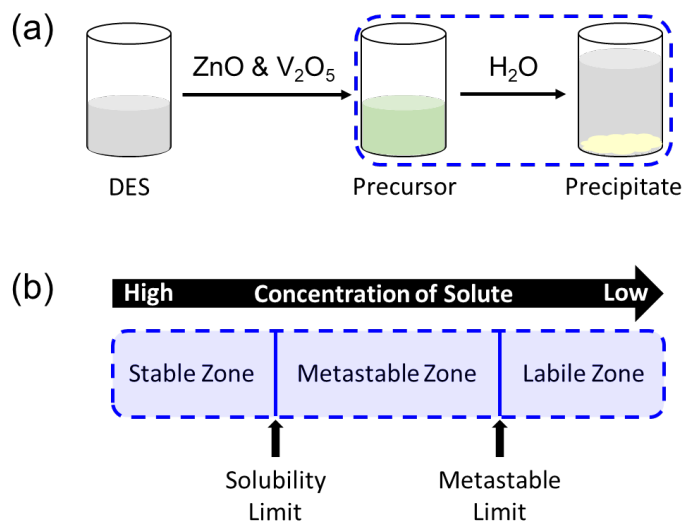 (a)
ZnO & V₂O₅
H₂O
DES
Precursor
Precipitate
(b)
High Concentration of Solute Low
Stable Zone Metastable Zone Labile Zone
Solubility Metastable
Limit Limit